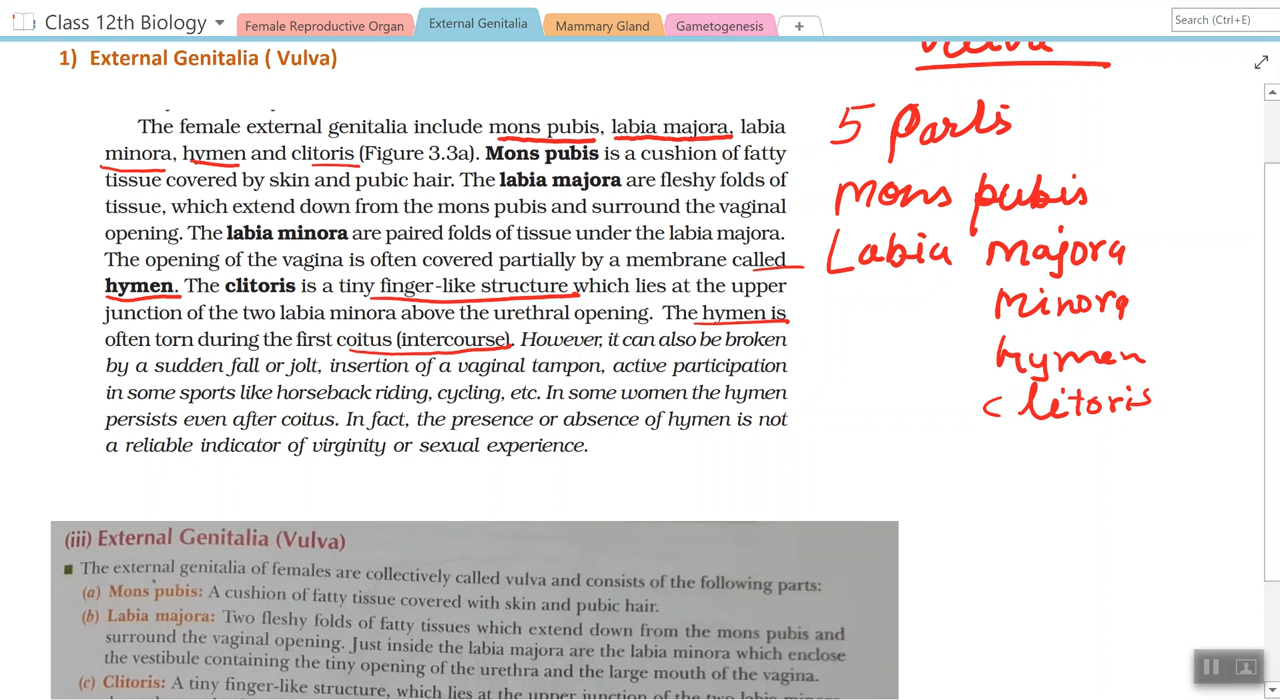 Class 12th Biology
Female Reproductive Organ
External Genitalia
Mammary Gland
Gametogenesis
+
Search (Ctrl+E)
1) External Genitalia ( Vulva)
The female external genitalia include mons pubis, labia majora, labia
minora, hymen and clitoris (Figure 3.3a). Mons pubis is a cushion of fatty
tissue covered by skin and pubic hair. The labia majora are fleshy folds of
tissue, which extend down from the mons pubis and surround the vaginal
opening. The labia minora are paired folds of tissue under the labia majora.
The opening of the vagina is often covered partially by a membrane called
hymen. The clitoris is a tiny finger-like structure which lies at the upper
junction of the two labia minora above the urethral opening. The hymen is
often torn during the first coitus (intercourse). However, it can also be broken
by a sudden fall or jolt, insertion of a vaginal tampon, active participation
in some sports like horseback riding, cycling, etc. In some women the hymen
persists even after coitus. In fact, the presence or absence of hymen is not
a reliable indicator of virginity or sexual experience.
5 Parts
Mons pubis
Labia majora
minora
hymen
clitoris
(iii) External Genitalia (Vulva)
■ The external genitalia of females are collectively called vulva and consists of the following parts:
(a) Mons pubis: A cushion of fatty tissue covered with skin and pubic hair.
(b) Labia majora: Two fleshy folds of fatty tissues which extend down from the mons pubis and
surround the vaginal opening. Just inside the labia majora are the labia minora which enclose
the vestibule containing the tiny opening of the urethra and the large mouth of the vagina.
(c) Clitoris: A tiny finger-like structure, which lies at the upper junction of the two labia